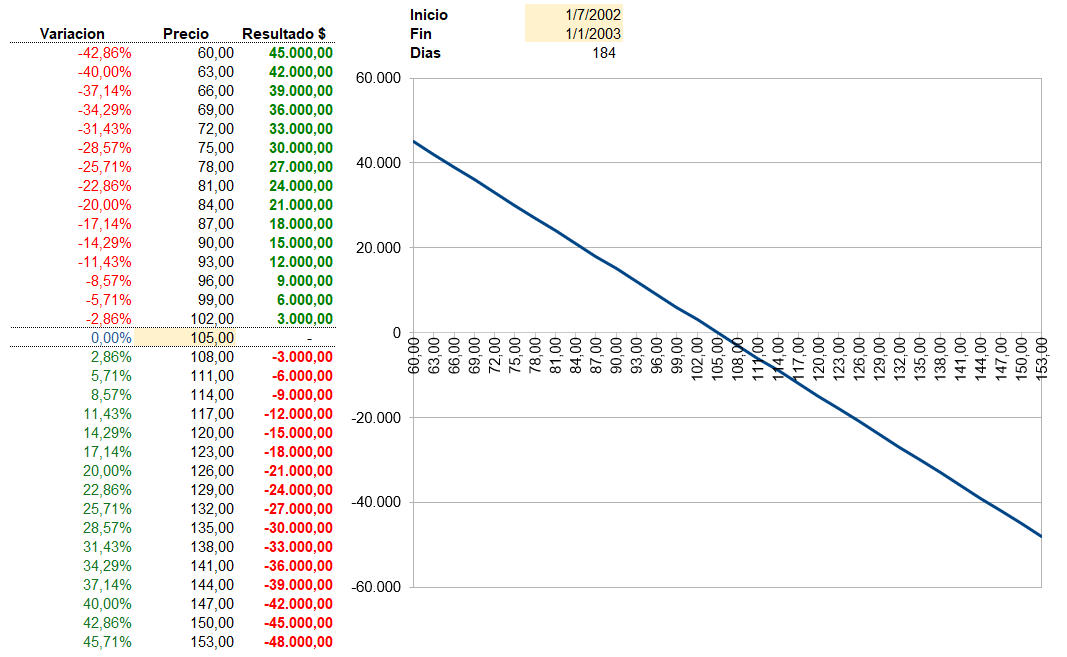 Inicio 1/7/2002
Fin 1/1/2003
Dias 184
Variacion Precio Resultado $
-42,86% 60,00 45.000,00
-40,00% 63,00 42.000,00
-37,14% 66,00 39.000,00
-34,29% 69,00 36.000,00
-31,43% 72,00 33.000,00
-28,57% 75,00 30.000,00
-25,71% 78,00 27.000,00
-22,86% 81,00 24.000,00
-20,00% 84,00 21.000,00
-17,14% 87,00 18.000,00
-14,29% 90,00 15.000,00
-11,43% 93,00 12.000,00
-8,57% 96,00 9.000,00
-5,71% 99,00 6.000,00
-2,86% 102,00 3.000,00
0,00% 105,00 -
2,86% 108,00 -3.000,00
5,71% 111,00 -6.000,00
8,57% 114,00 -9.000,00
11,43% 117,00 -12.000,00
14,29% 120,00 -15.000,00
17,14% 123,00 -18.000,00
20,00% 126,00 -21.000,00
22,86% 129,00 -24.000,00
25,71% 132,00 -27.000,00
28,57% 135,00 -30.000,00
31,43% 138,00 -33.000,00
34,29% 141,00 -36.000,00
37,14% 144,00 -39.000,00
40,00% 147,00 -42.000,00
42,86% 150,00 -45.000,00
45,71% 153,00 -48.000,00
60.000
40.000
20.000
0
-20.000
-40.000
-60.000
60,00
63,00
66,00
69,00
72,00
75,00
78,00
81,00
84,00
87,00
90,00
93,00
96,00
99,00
102,00
105,00
108,00
111,00
114,00
117,00
120,00
123,00
126,00
129,00
132,00
135,00
138,00
141,00
144,00
147,00
150,00
153,00